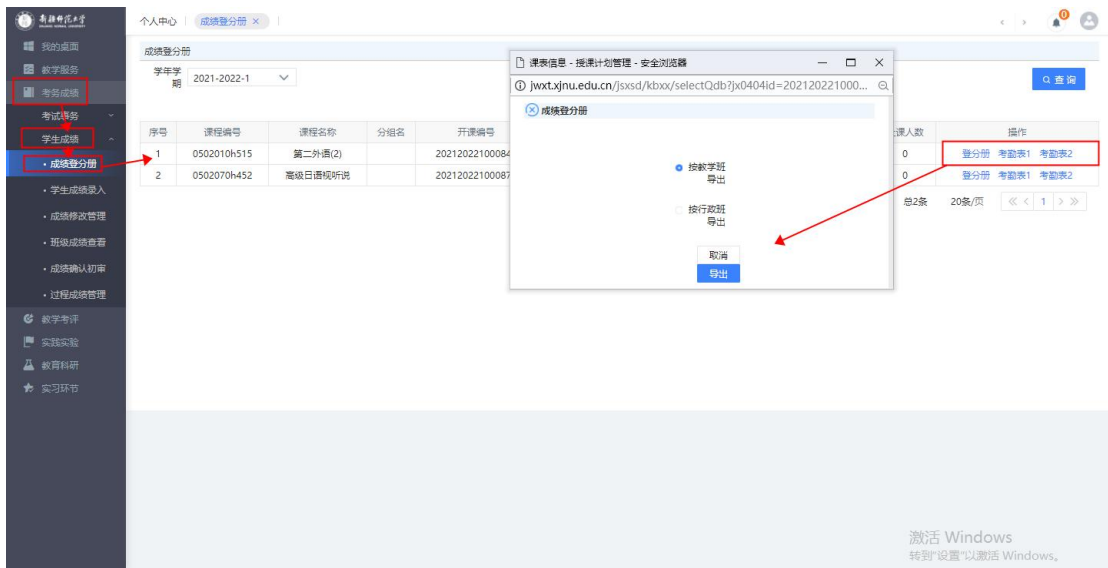 新疆师范大学
个人中心
成绩登分册 ×
0
我的桌面
教学服务
考务成绩
考试事务
学生成绩
成绩登分册
学生成绩录入
成绩修改管理
班级成绩查看
成绩确认初审
过程成绩管理
教学考评
实践实验
教育科研
实习环节
成绩登分册
学年学期 2021-2022-1
查询
序号 课程编号 课程名称 分组名 开课编号 课人数 操作
1 0502010h515 第二外语(2) 20212022100084 0 登分册 考勤表1 考勤表2
2 0502070h452 高级日语视听说 20212022100087 0 登分册 考勤表1 考勤表2
总2条 20条/页 1
课表信息 - 授课计划管理 - 安全浏览器
jwxt.xjnu.edu.cn/jsxsd/kbxx/selectQdb?jx0404id=202120221000...
成绩登分册
按教学班
导出
按行政班
导出
取消
导出
激活 Windows
转到"设置"以激活 Windows。